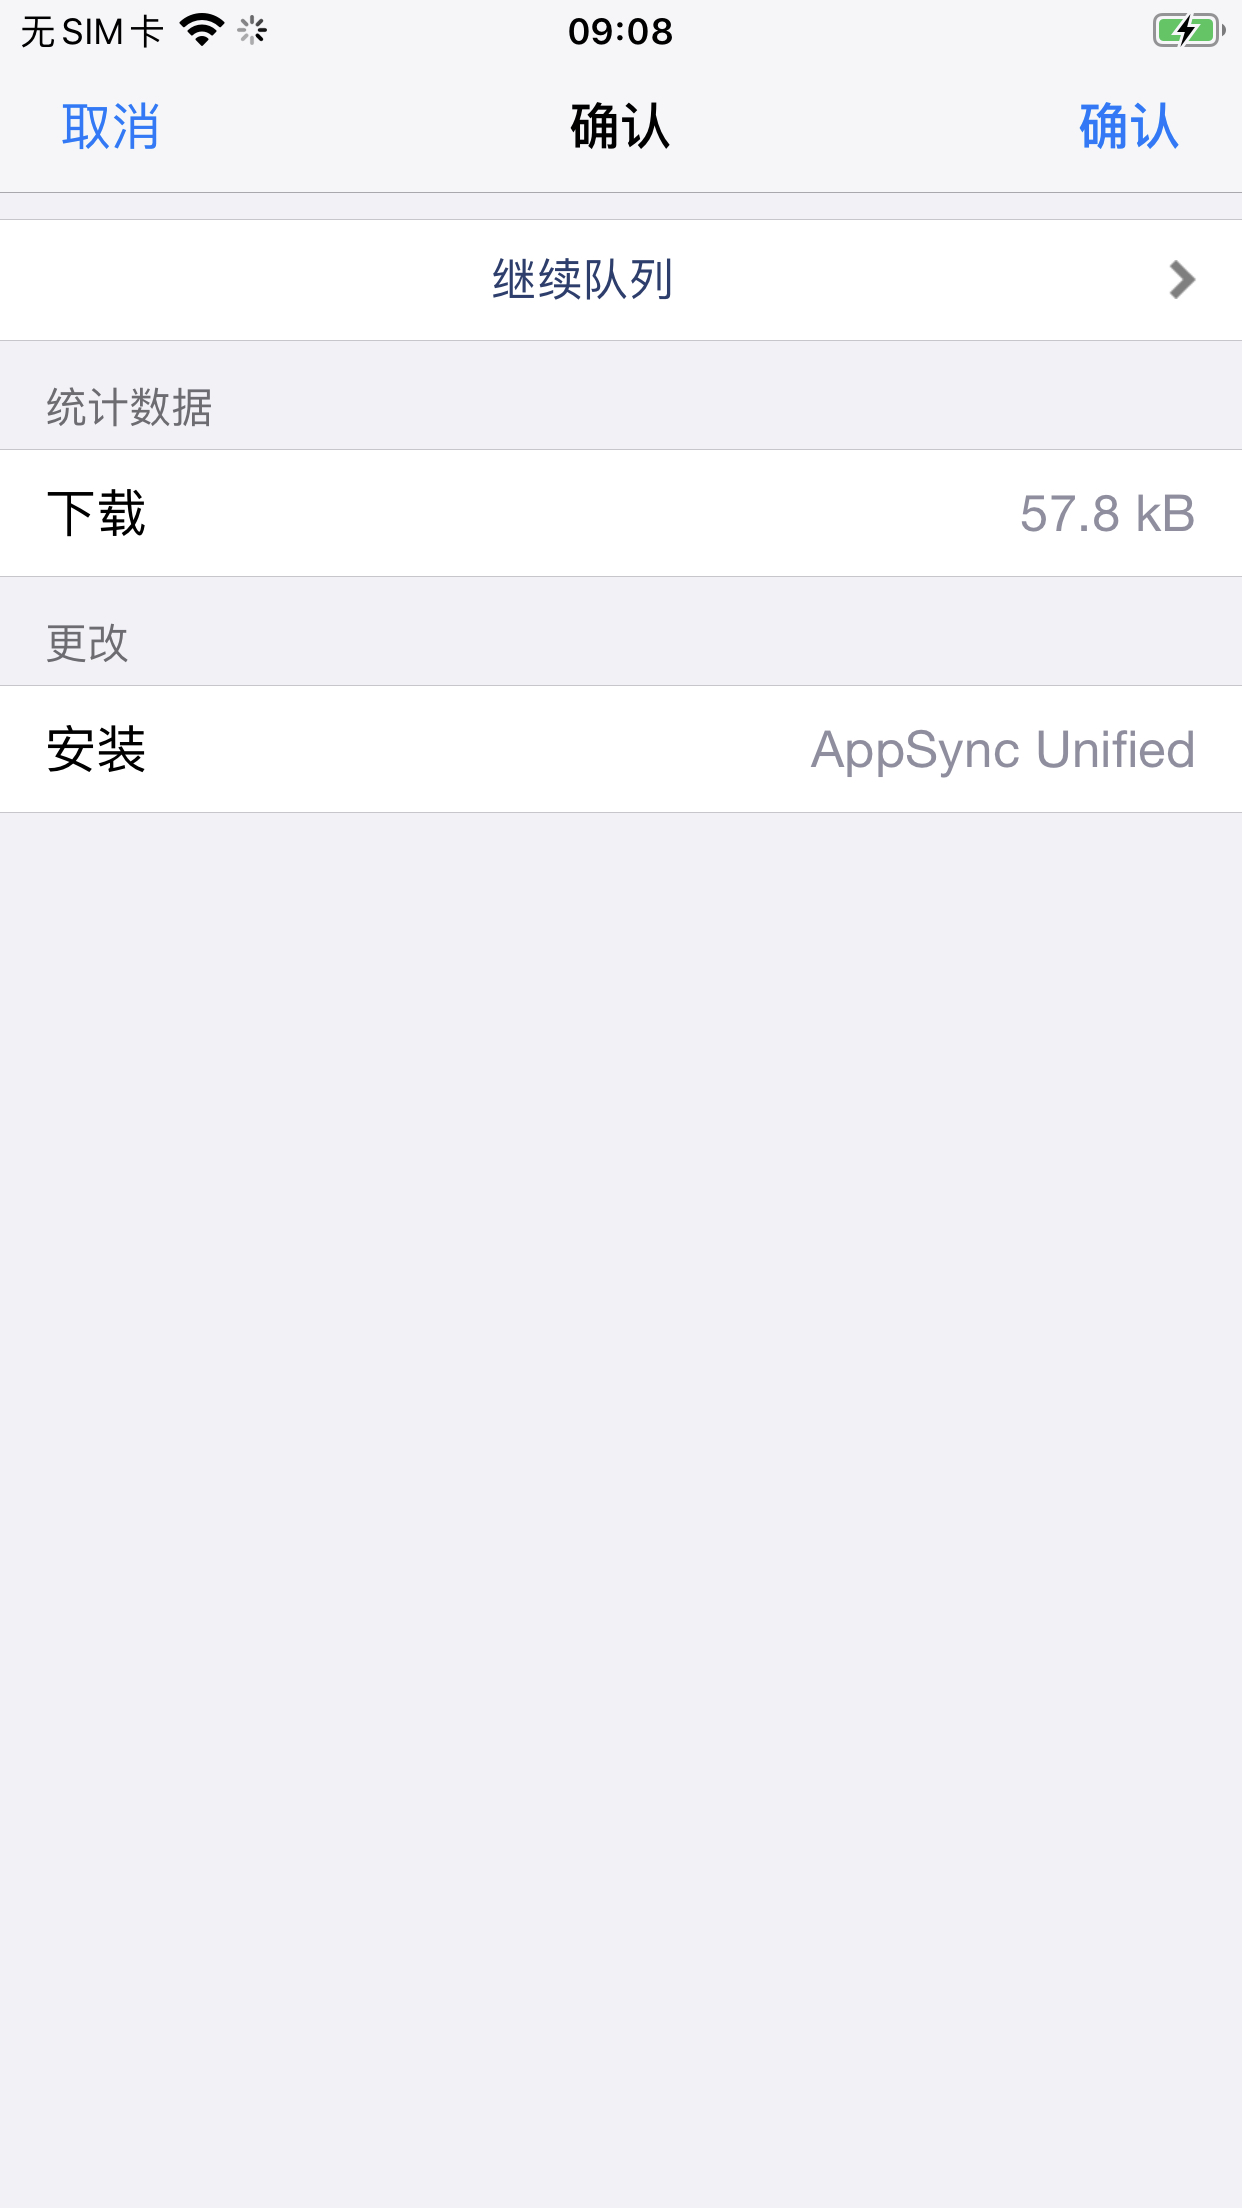 无 SIM 卡
09:08
取消
确认
确认
继续队列
统计数据
下载
57.8 kB
更改
安装
AppSync Unified